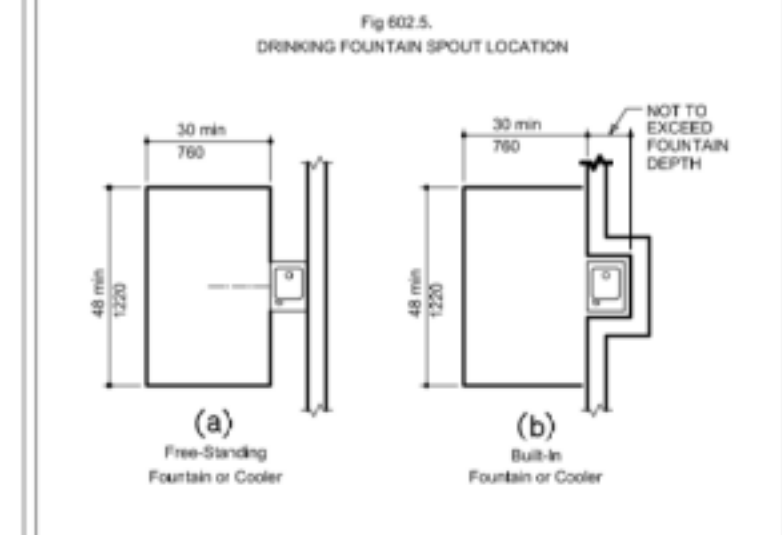 Fig 602.5.
DRINKING FOUNTAIN SPOUT LOCATION
30 min
760
48 min
1220
(a)
Free-Standing
Fountain or Cooler
30 min
760
NOT TO
EXCEED
FOUNTAIN
DEPTH
48 min
1220
(b)
Built-In
Fountain or Cooler